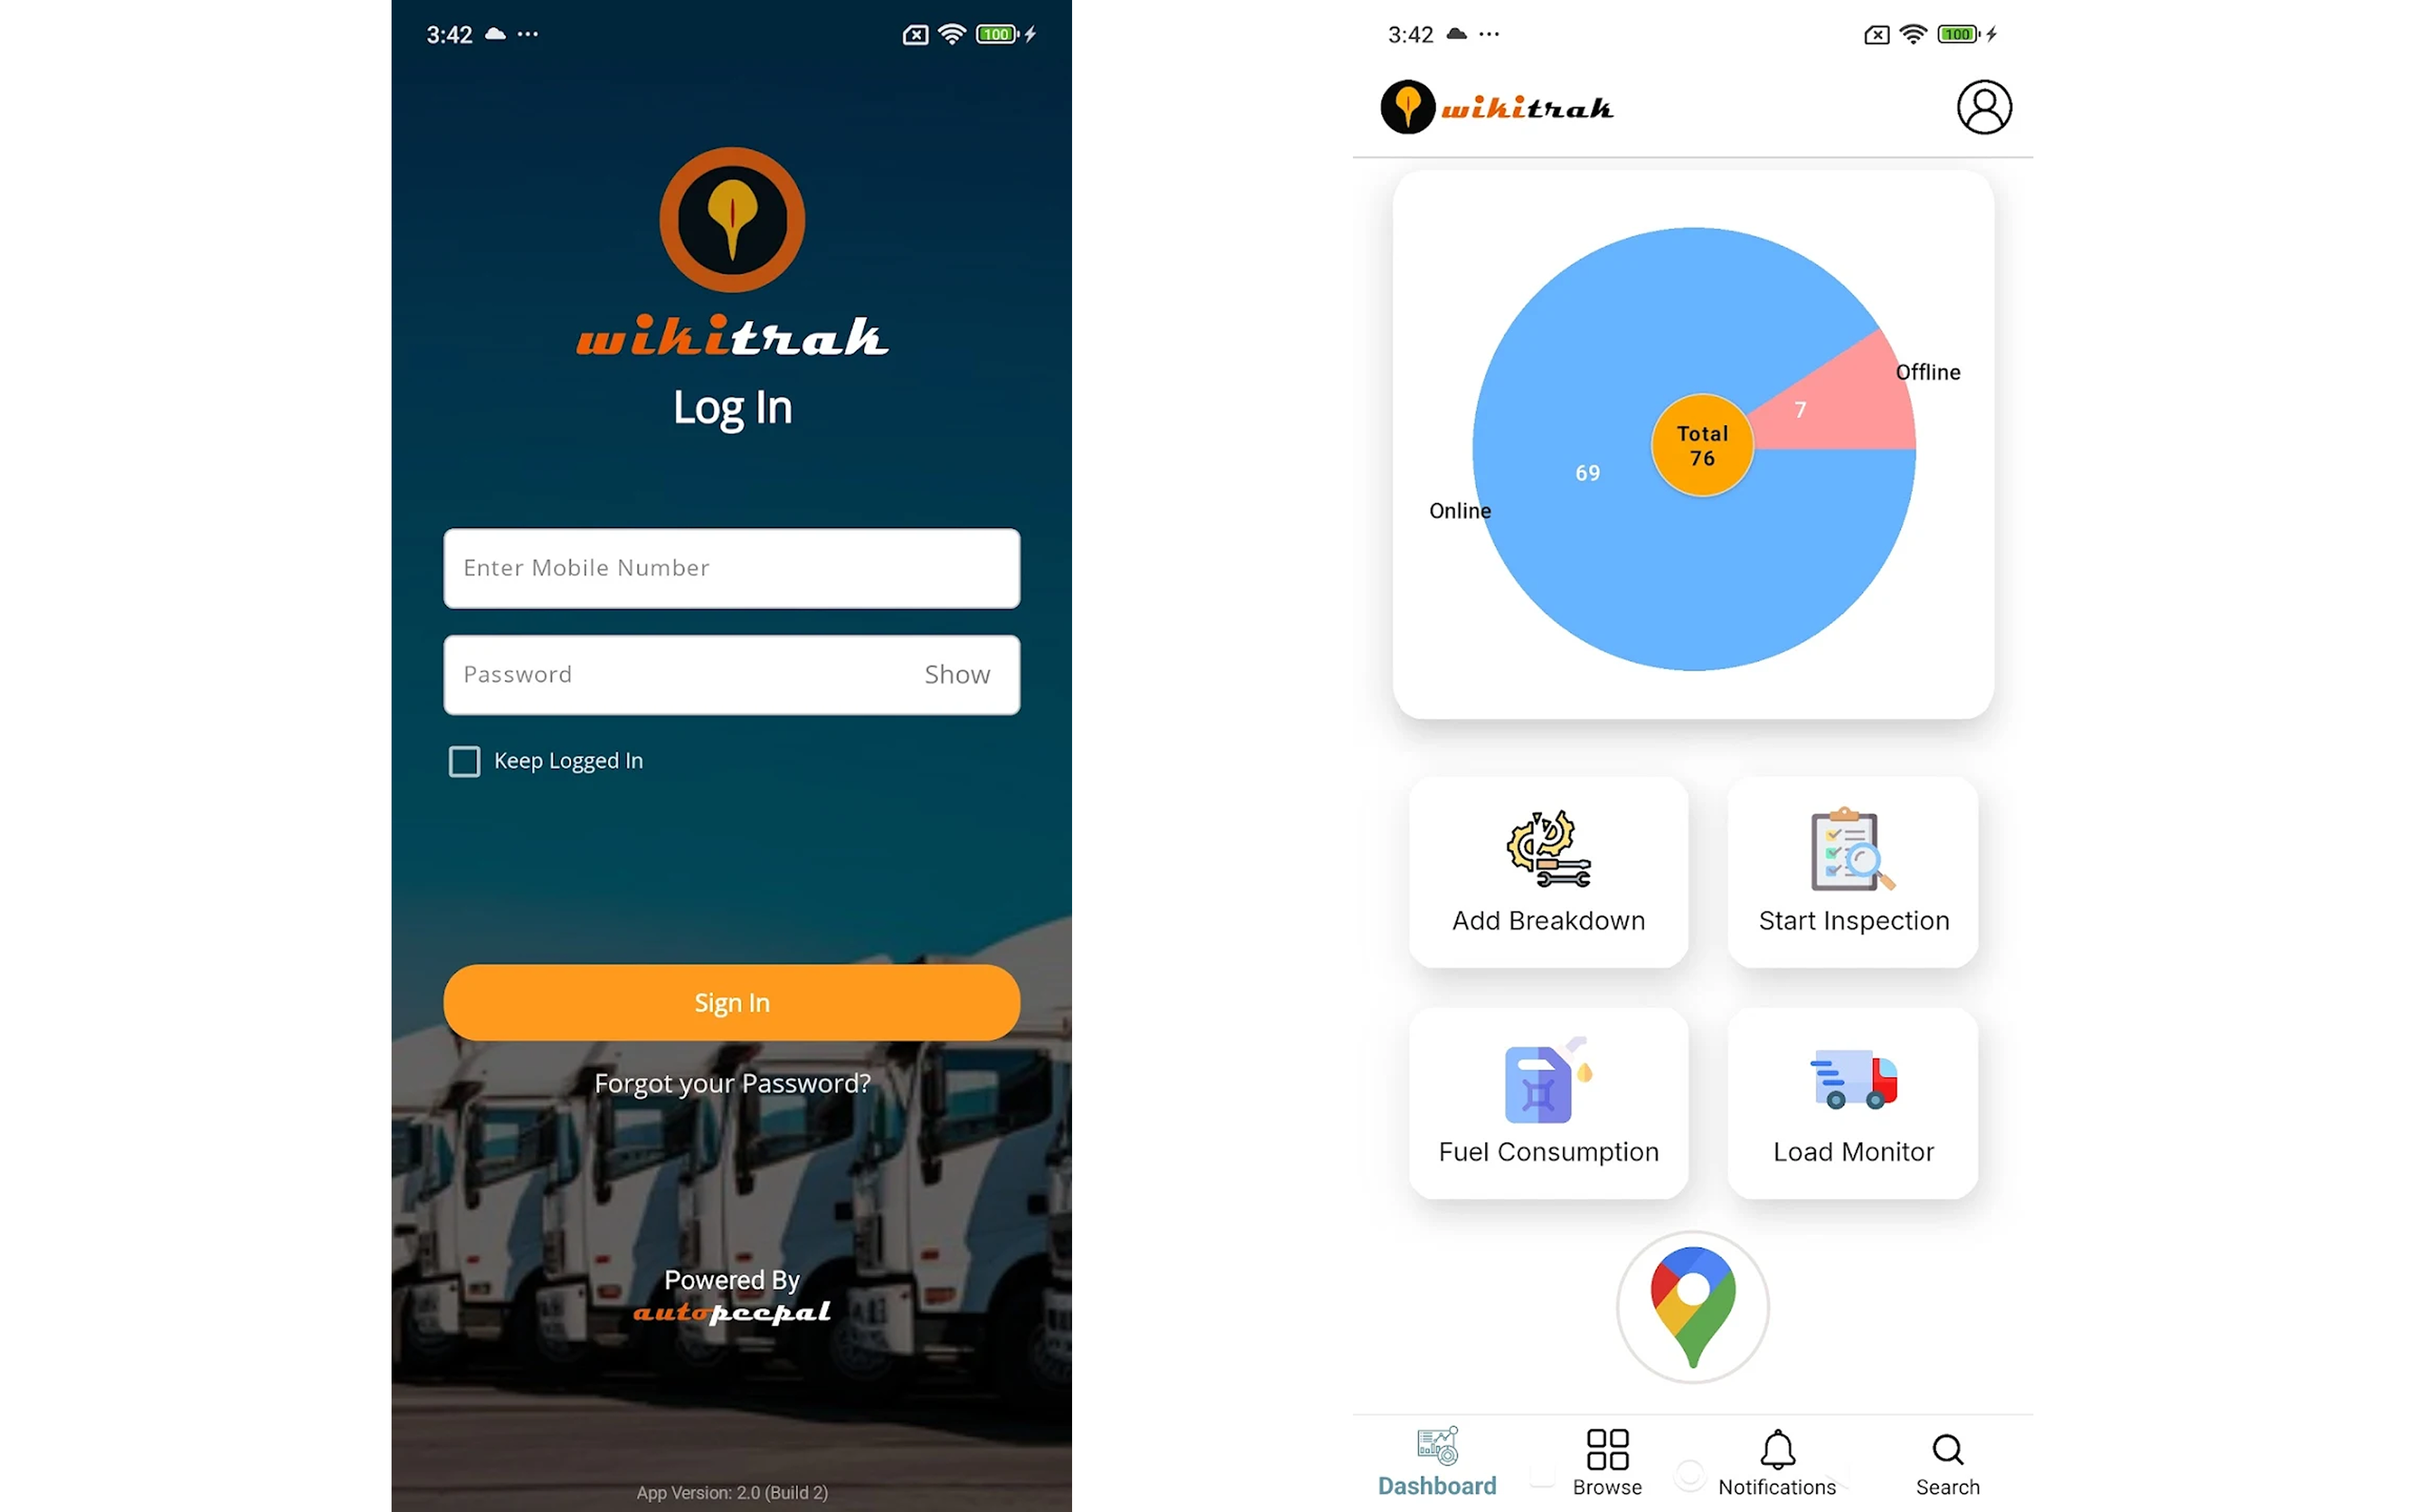 3:42
100
wikitrak
Log In
Enter Mobile Number
Password Show
Keep Logged In
Sign In
Forgot your Password?
Powered By
autopeepal
App Version: 2.0 (Build 2)
3:42
100
wikitrak
Offline
7
Total
76
69
Online
Add Breakdown
Start Inspection
Fuel Consumption
Load Monitor
Dashboard
Browse
Notifications
Search